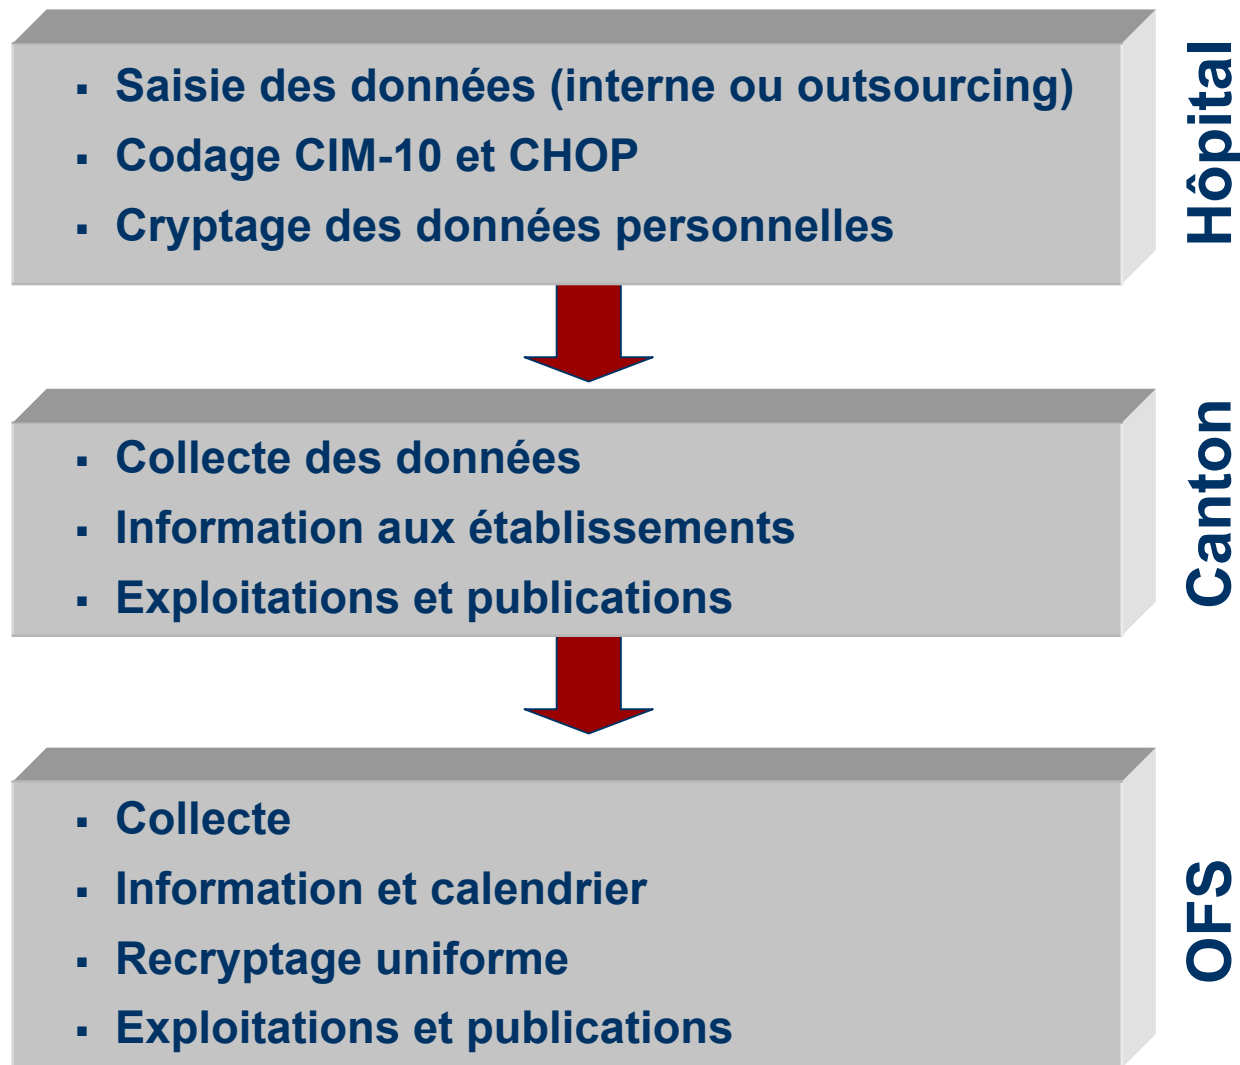 ▪ Saisie des données (interne ou outsourcing)
▪ Codage CIM-10 et CHOP
▪ Cryptage des données personnelles
Hôpital
▪ Collecte des données
▪ Information aux établissements
▪ Exploitations et publications
Canton
▪ Collecte
▪ Information et calendrier
▪ Recryptage uniforme
▪ Exploitations et publications
OFS